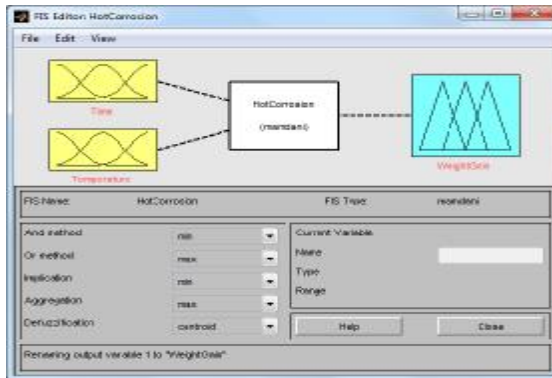 FIS Editor: HotCorrosion
File Edit View
Time
HotCorrosion
(mamdani)
Temperature
WeightGain
FIS Name: HotCorrosion FIS Type: mamdani
And method min
Or method max
Implication min
Aggregation max
Defuzzification centroid
Current Variable
Name
Type
Range
Help Close
Renaming output variable 1 to "WeightGain"